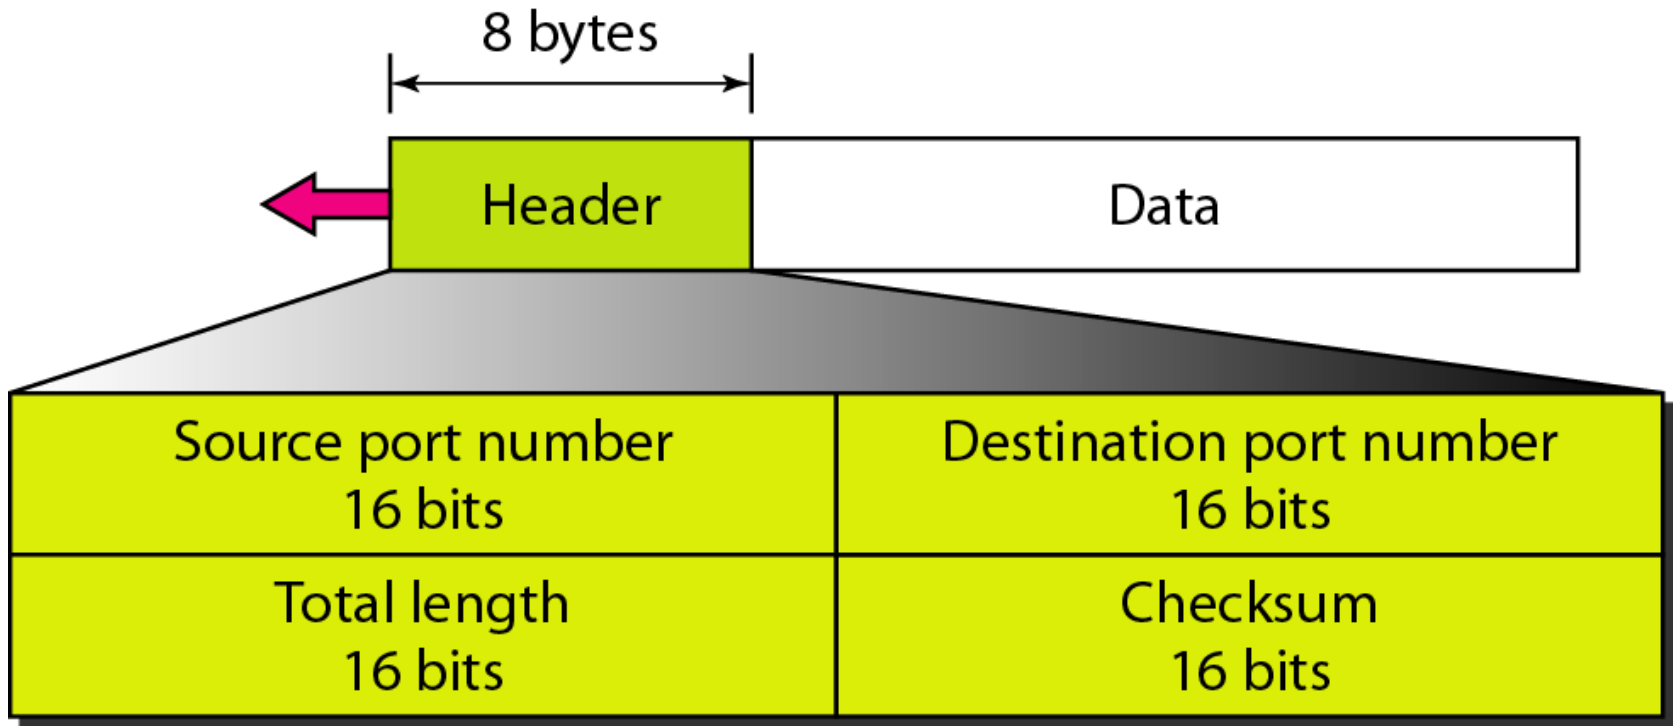 8 bytes
Header
Data
Source port number
16 bits
Destination port number
16 bits
Total length
16 bits
Checksum
16 bits